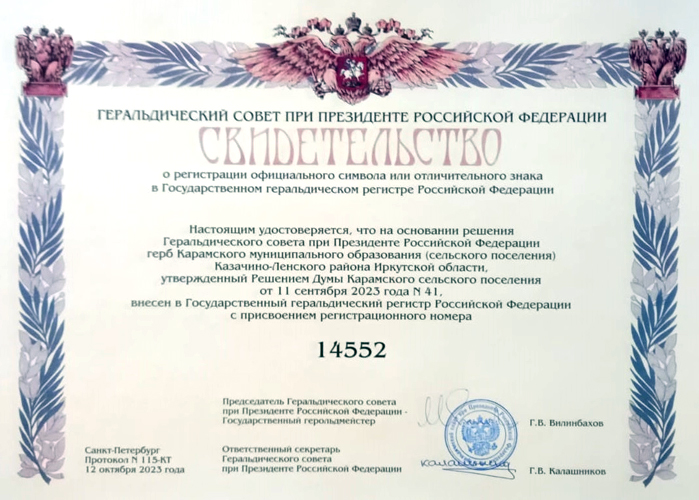 ГЕРАЛЬДИЧЕСКИЙ СОВЕТ ПРИ ПРЕЗИДЕНТЕ РОССИЙСКОЙ ФЕДЕРАЦИИ
СВИДЕТЕЛЬСТВО
о регистрации официального символа или отличительного знака
в Государственном геральдическом регистре Российской Федерации
Настоящим удостоверяется, что на основании решения
Геральдического совета при Президенте Российской Федерации
герб Карамского муниципального образования (сельского поселения)
Казачино-Ленского района Иркутской области,
утвержденный Решением Думы Карамского сельского поселения
от 11 сентября 2023 года N 41,
внесен в Государственный геральдический регистр Российской Федерации
с присвоением регистрационного номера
14552
Председатель Геральдического совета
при Президенте Российской Федерации -
Государственный герольдмейстер
Г.В. Вилинбахов
Санкт-Петербург
Протокол N 115-КТ
12 октября 2023 года
Ответственный секретарь
Геральдического совета
при Президенте Российской Федерации
Г.В. Калашников